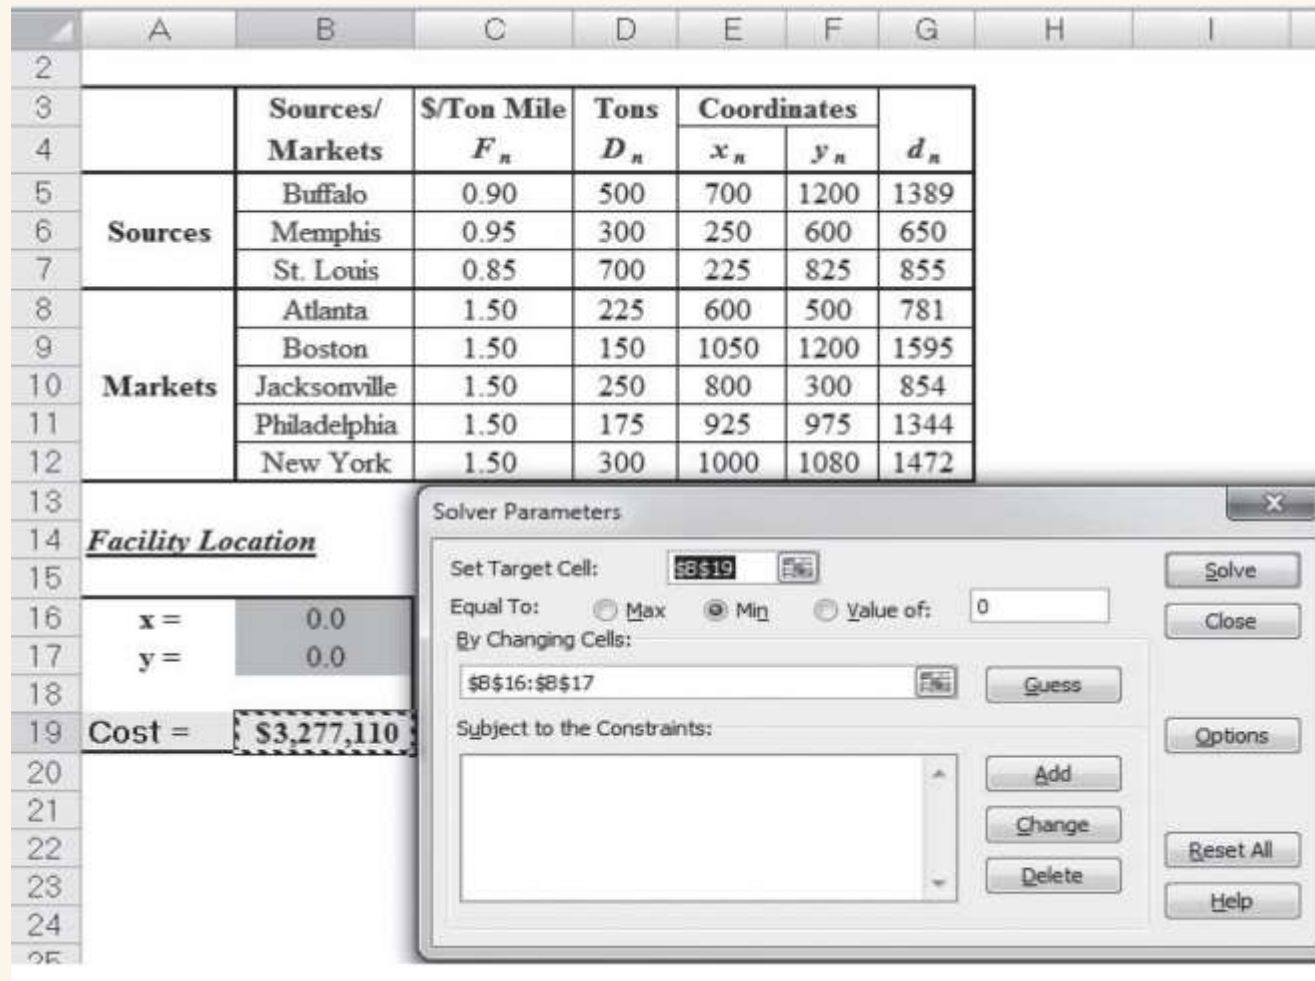 A B C D E F G H I
2
3 Sources/ $/Ton Mile Tons Coordinates
4 Markets F n D n x n y n d n
5 Buffalo 0.90 500 700 1200 1389
6 Sources Memphis 0.95 300 250 600 650
7 St. Louis 0.85 700 225 825 855
8 Atlanta 1.50 225 600 500 781
9 Boston 1.50 150 1050 1200 1595
10 Markets Jacksonville 1.50 250 800 300 854
11 Philadelphia 1.50 175 925 975 1344
12 New York 1.50 300 1000 1080 1472
13
14 Facility Location
15
16 x = 0.0
17 y = 0.0
18
19 Cost = $3,277,110
20
21
22
23
24
25
Solver Parameters
Set Target Cell: $B$19 Solve
Equal To: Max Min Value of: 0 Close
By Changing Cells:
$B$16:$B$17 Guess
Subject to the Constraints: Options
Add
Change
Reset All
Delete
Help